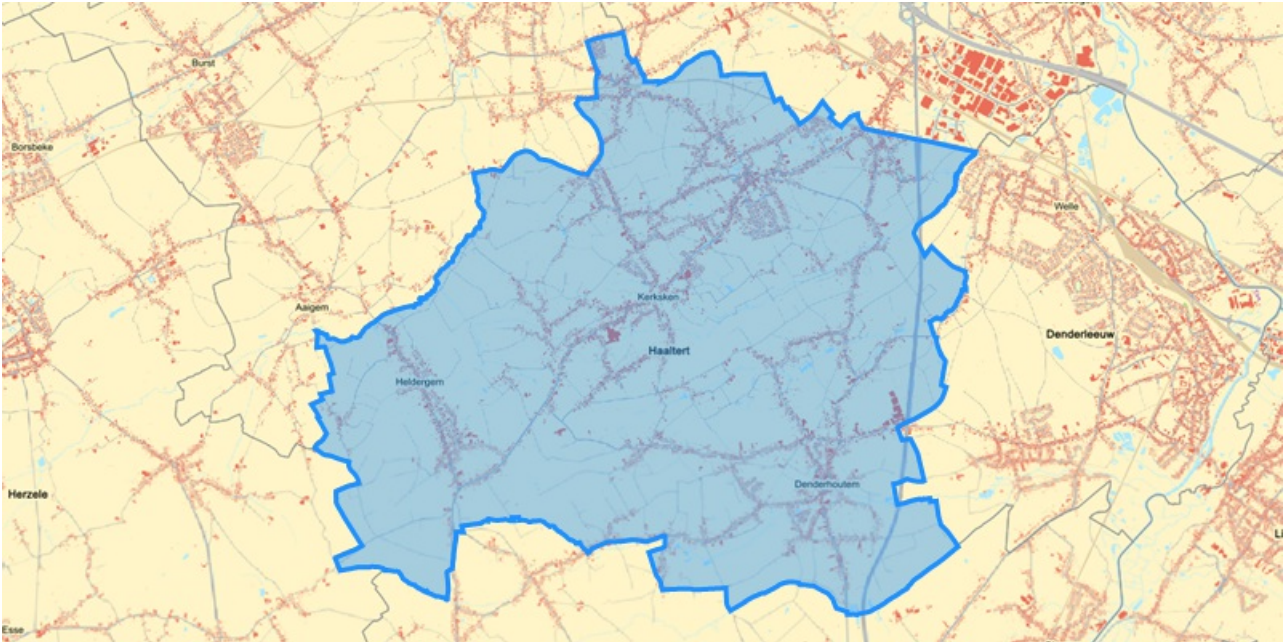 Burst
Borsbeke
Welle
Kerksken
Aaigem
Denderleeuw
Haaltert
Heldergem
Denderhoutem
Herzele
Esse